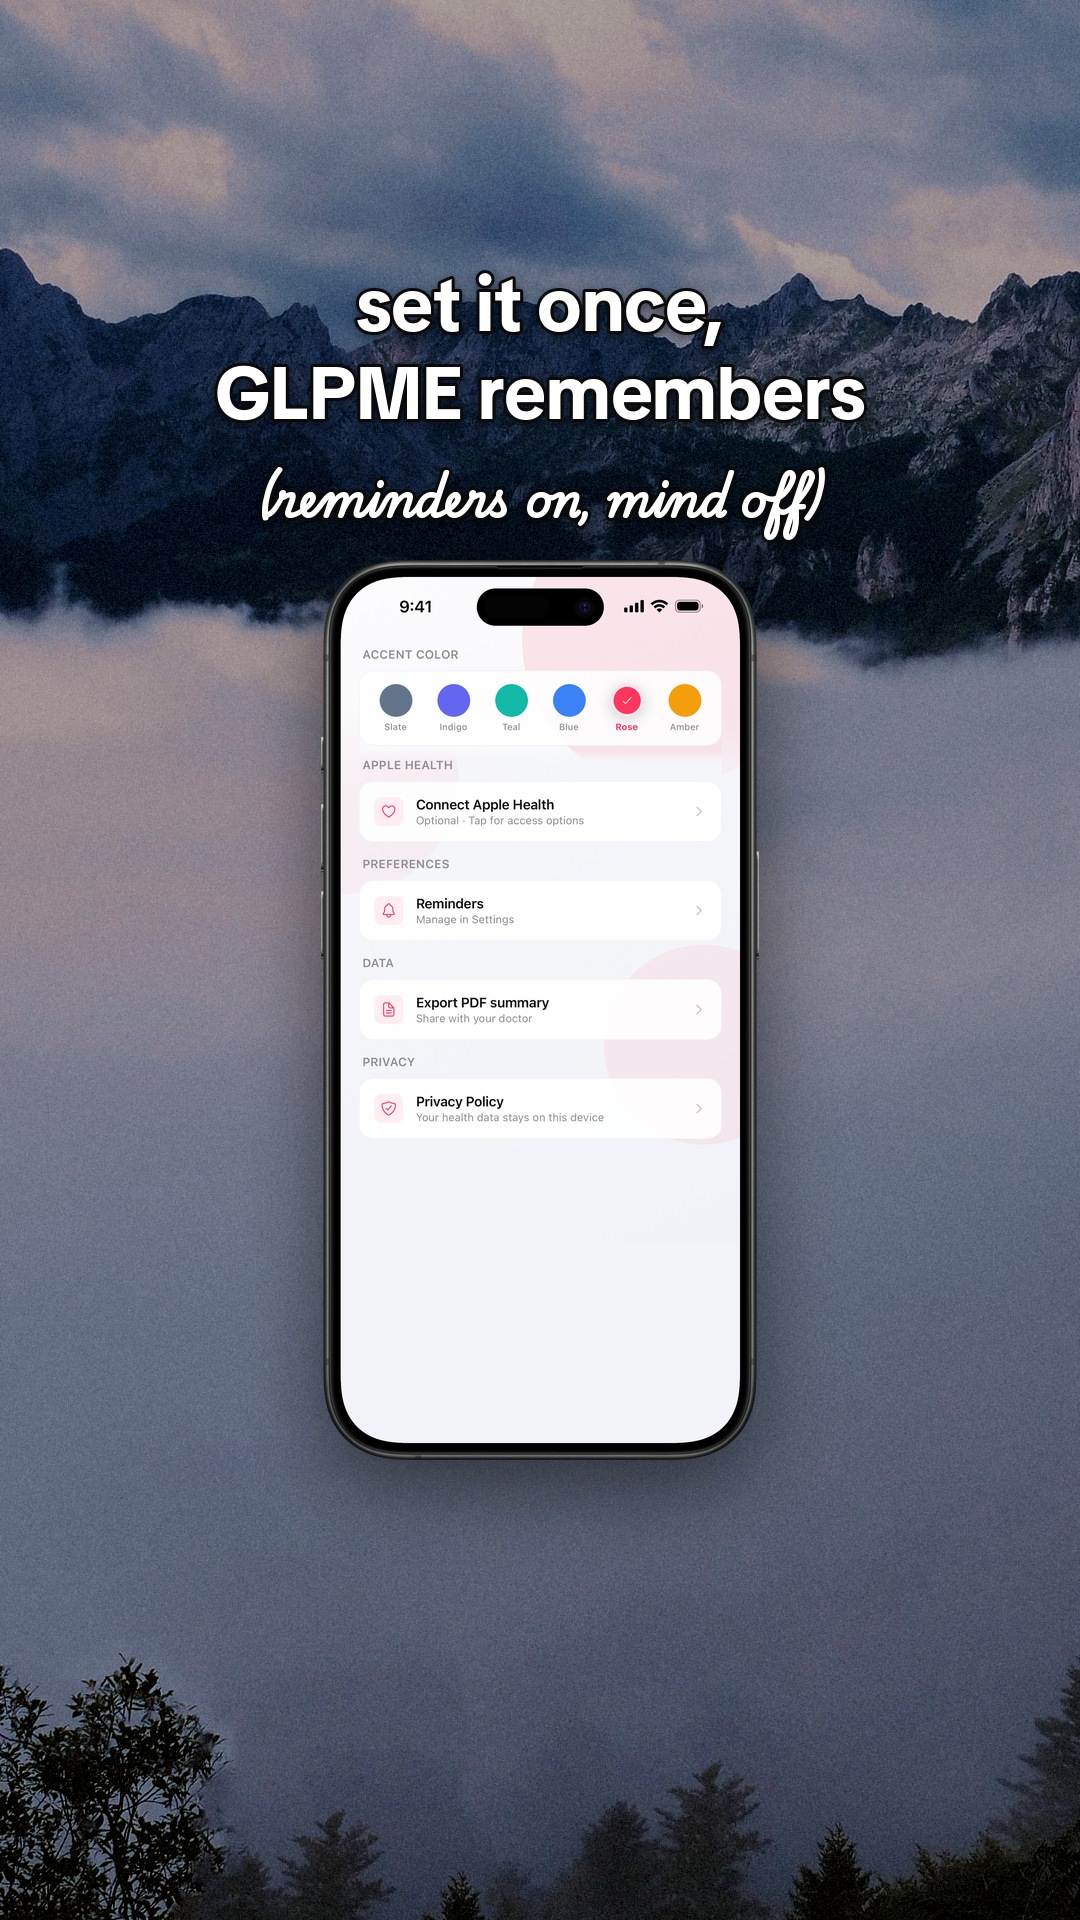 set it once,
GLPME remembers
(reminders on, mind off)
9:41
ACCENT COLOR
Slate Indigo Teal Blue Rose Amber
APPLE HEALTH
Connect Apple Health
Optional · Tap for access options
PREFERENCES
Reminders
Manage in Settings
DATA
Export PDF summary
Share with your doctor
PRIVACY
Privacy Policy
Your health data stays on this device